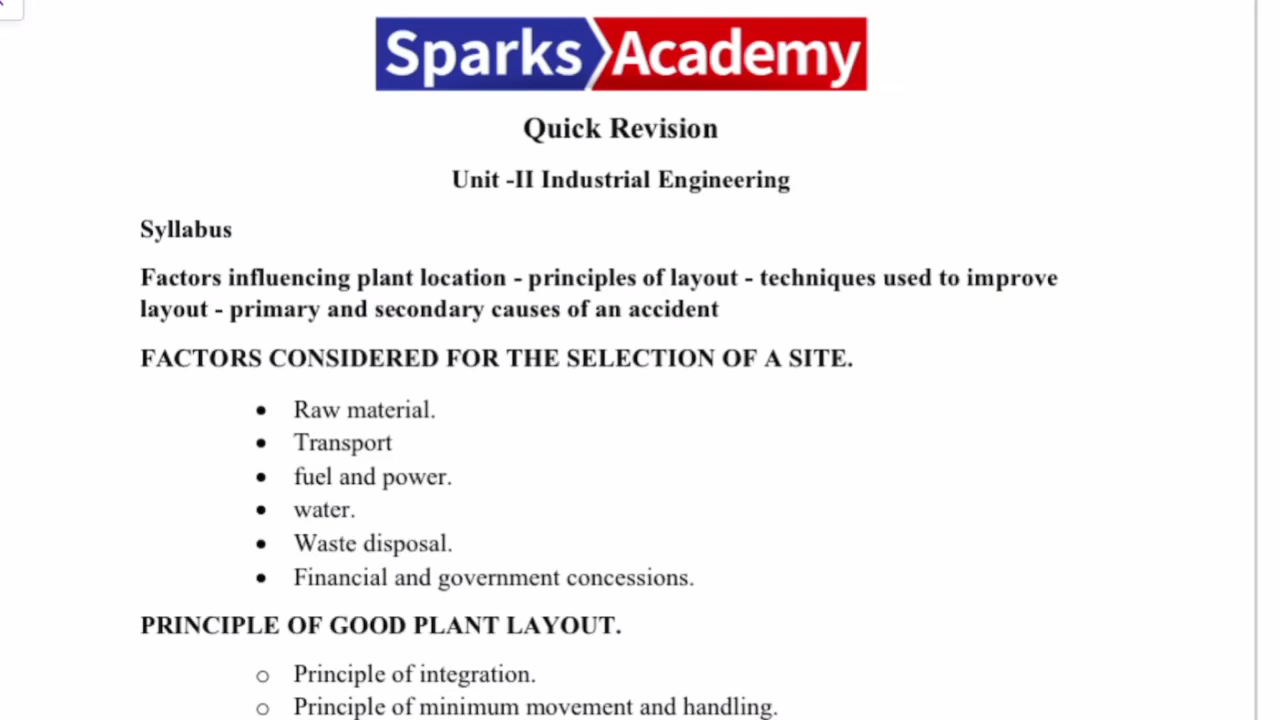 Sparks Academy
Quick Revision
Unit -II Industrial Engineering
Syllabus
Factors influencing plant location - principles of layout - techniques used to improve
layout - primary and secondary causes of an accident
FACTORS CONSIDERED FOR THE SELECTION OF A SITE.
• Raw material.
• Transport
• fuel and power.
• water.
• Waste disposal.
• Financial and government concessions.
PRINCIPLE OF GOOD PLANT LAYOUT.
o Principle of integration.
o Principle of minimum movement and handling.